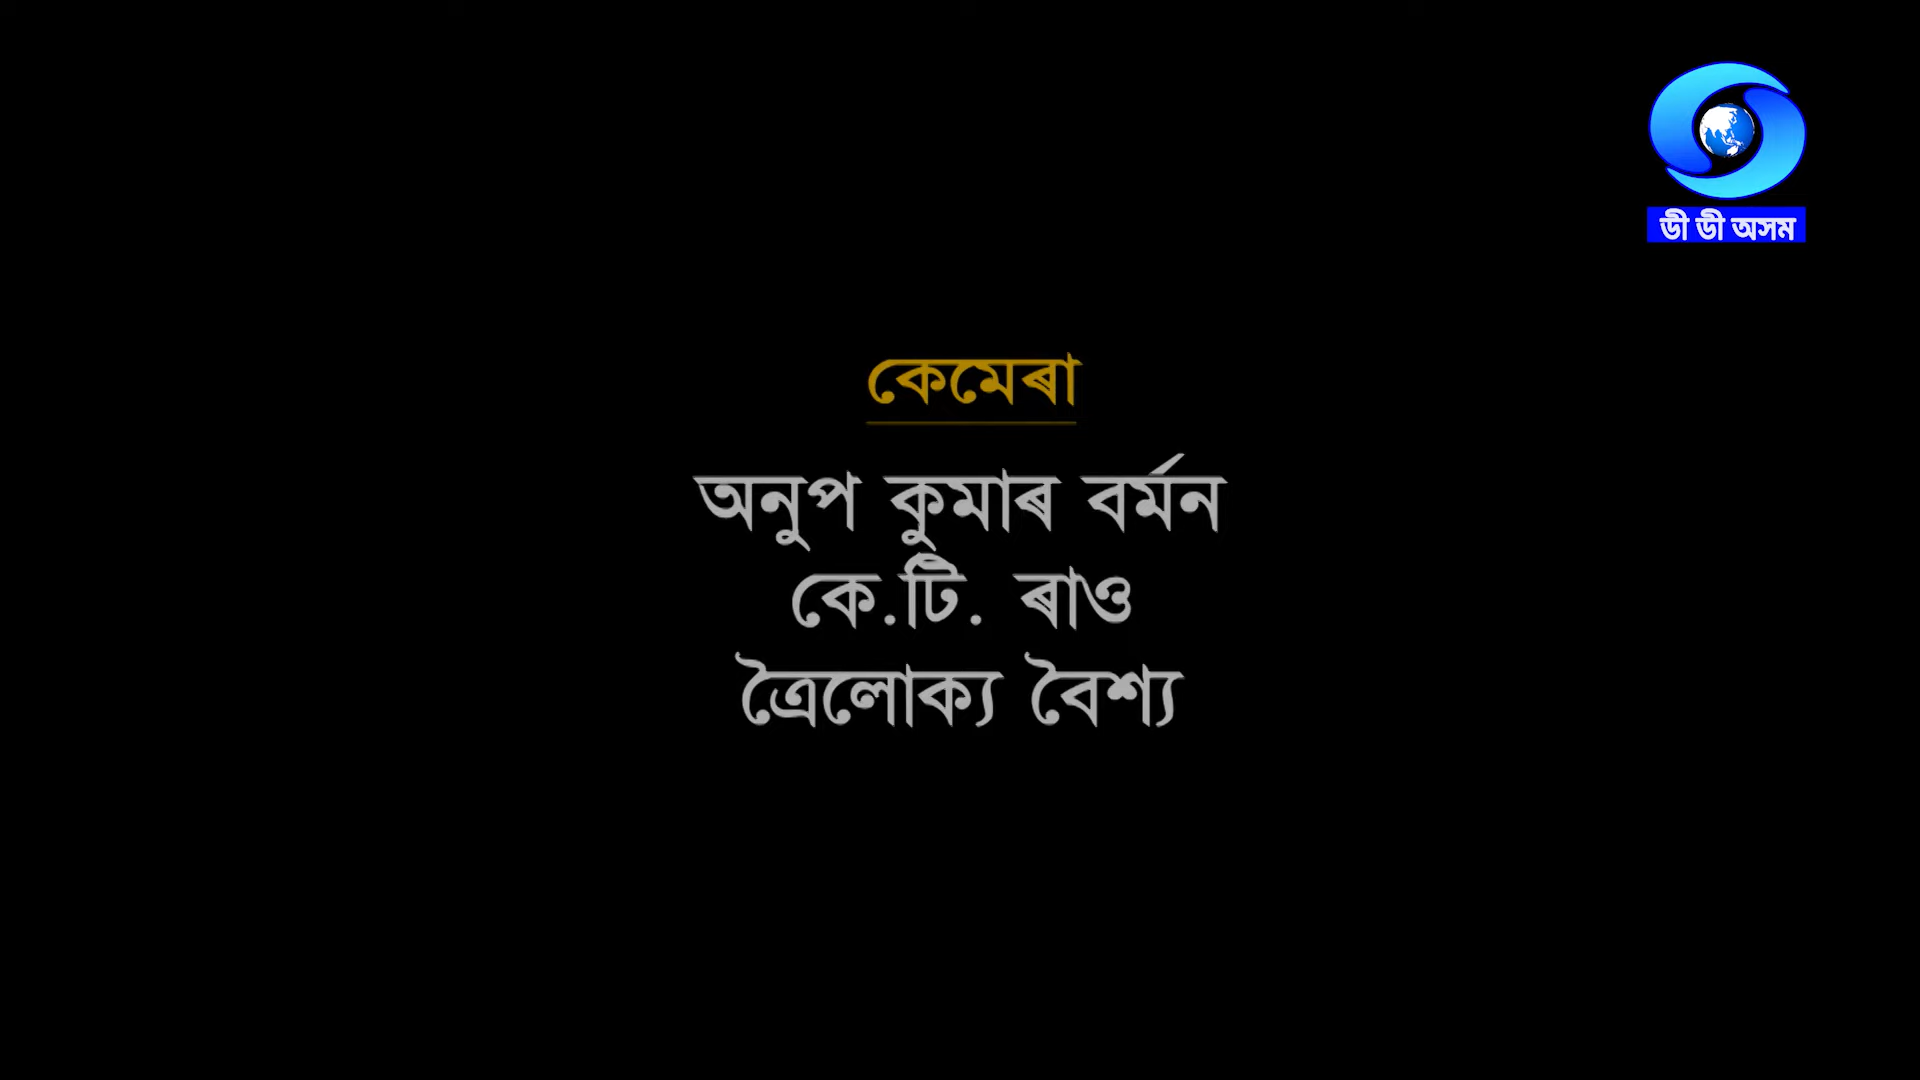 ডী ডী অসম
কেমেৰা
অনুপ কুমাৰ বৰ্মন
কে.টি. ৰাও
ত্ৰৈলোক্য বৈশ্য